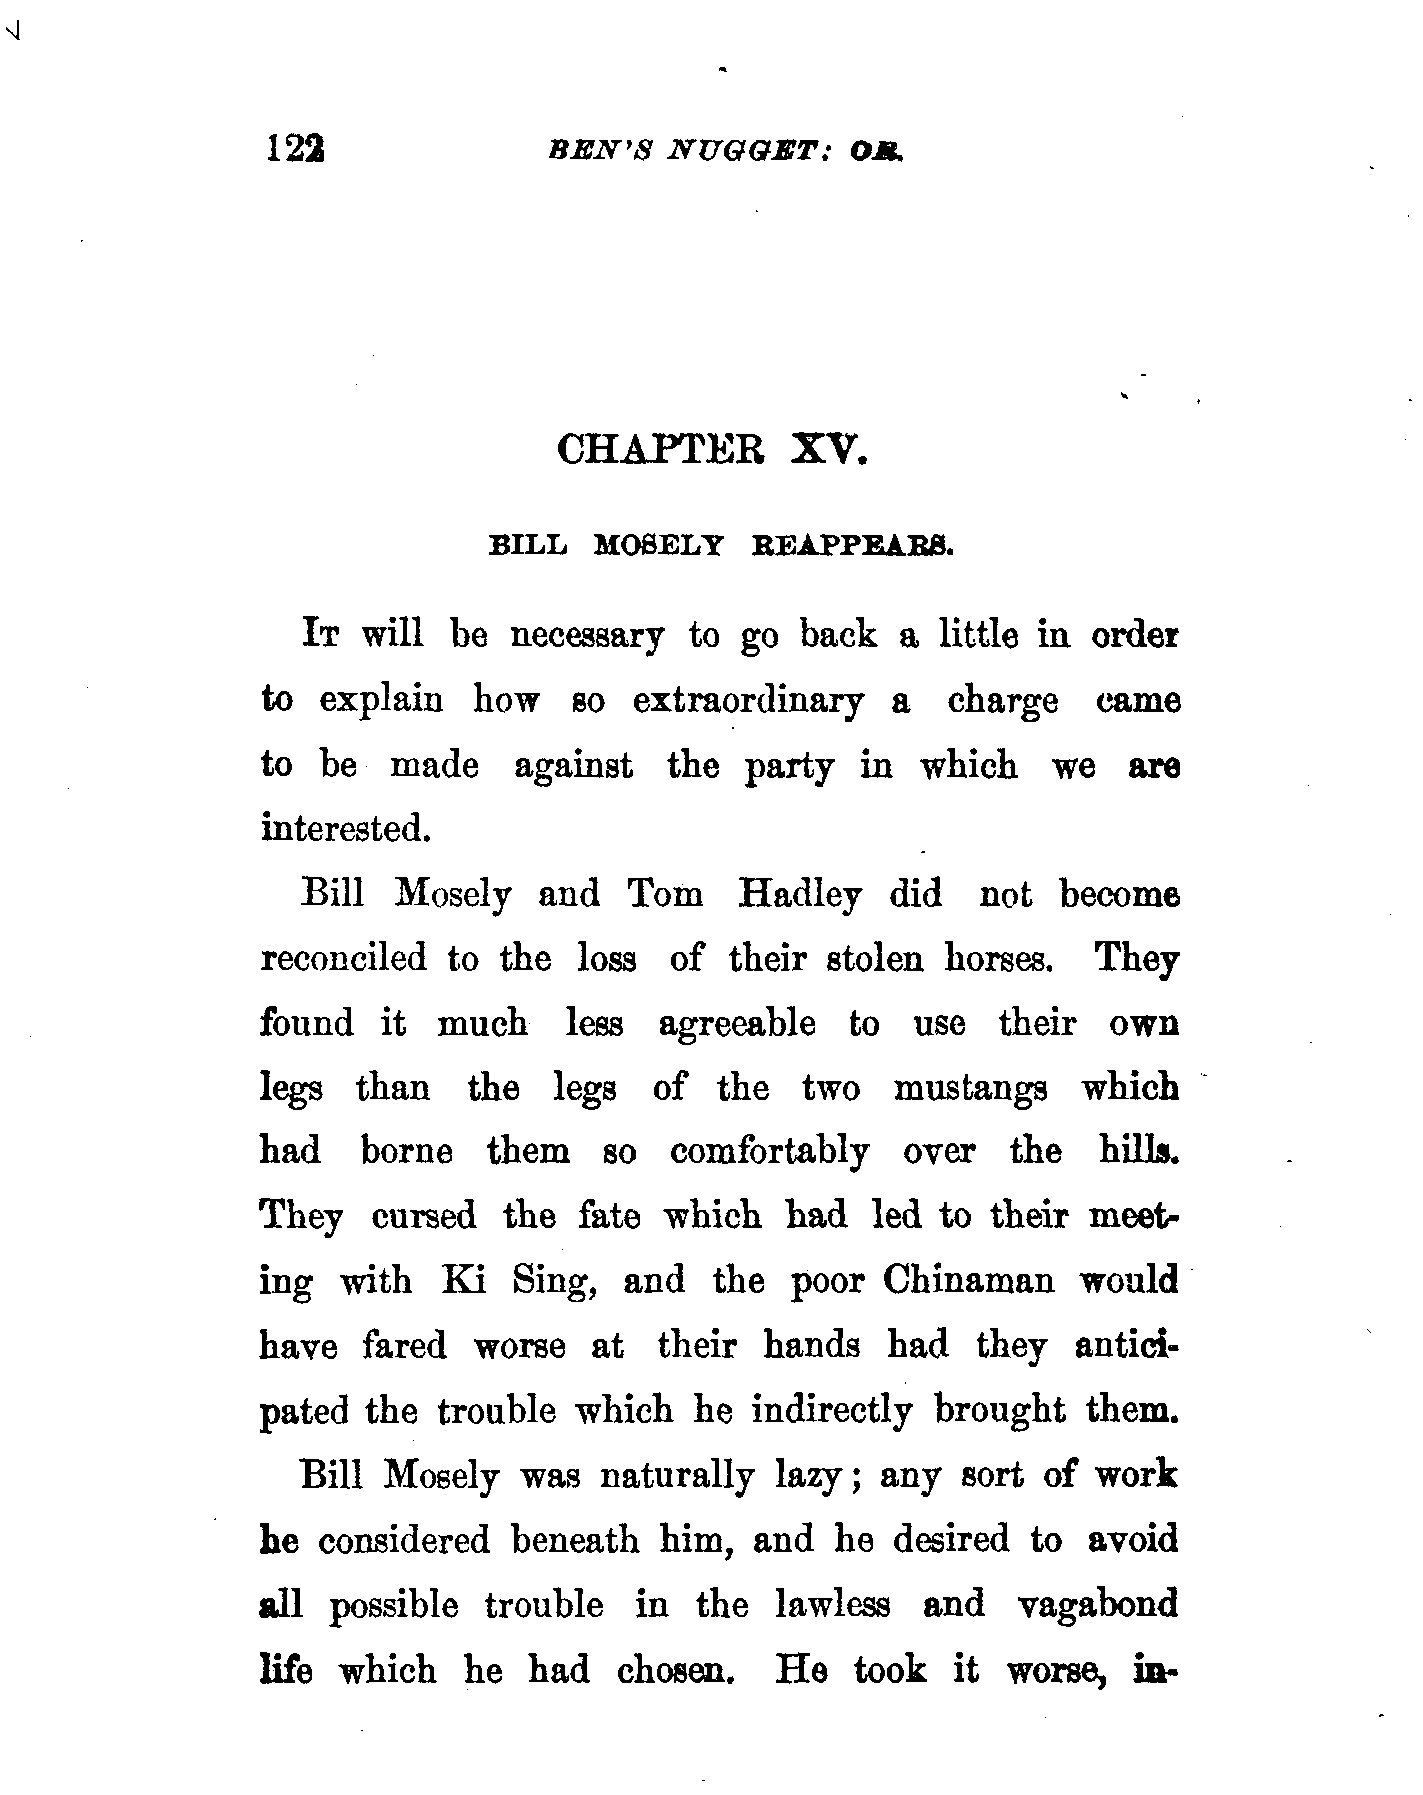 122 BEN'S NUGGET: OR,
CHAPTER XV.
BILL MOSELY REAPPEARS.
IT will be necessary to go back a little in order
to explain how so extraordinary a charge came
to be made against the party in which we are
interested.
Bill Mosely and Tom Hadley did not become
reconciled to the loss of their stolen horses. They
found it much less agreeable to use their own
legs than the legs of the two mustangs which
had borne them so comfortably over the hills.
They cursed the fate which had led to their meet-
ing with Ki Sing, and the poor Chinaman would
have fared worse at their hands had they antici-
pated the trouble which he indirectly brought them.
Bill Mosely was naturally lazy; any sort of work
he considered beneath him, and he desired to avoid
all possible trouble in the lawless and vagabond
life which he had chosen. He took it worse, in-